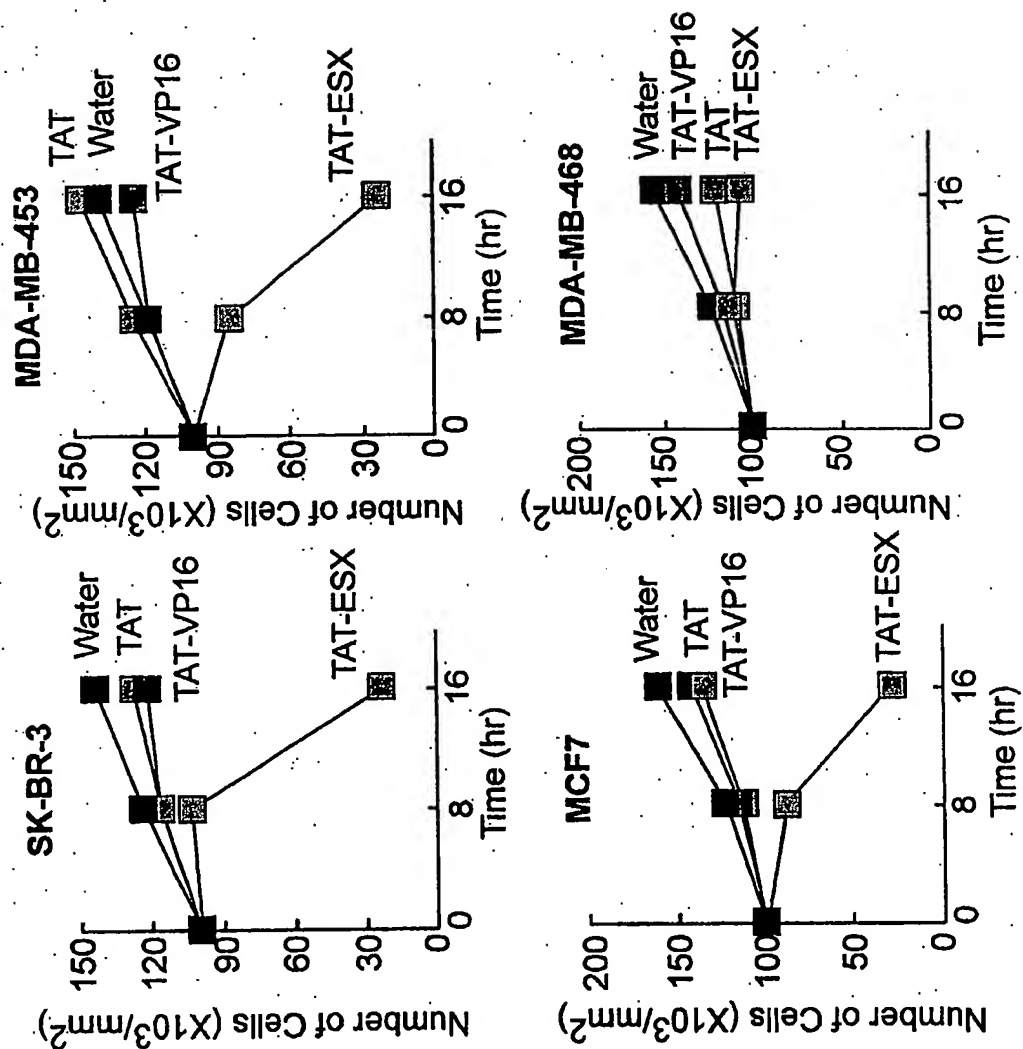 SK-BR-3
Number of Cells (X103/mm2)
150
120
90
60
30
0
8
16
Time (hr)
Water
TAT
TAT-VP16
TAT-ESX
MDA-MB-453
Number of Cells (X103/mm2)
150
120
90
60
30
0
8
16
Time (hr)
TAT
Water
TAT-VP16
TAT-ESX
MCF7
Number of Cells (X103/mm2)
200
150
100
50
0
0
8
16
Time (hr)
Water
TAT
TAT-VP16
TAT-ESX
MDA-MB-468
Number of Cells (X103/mm2)
200
150
100
50
0
0
8
16
Time (hr)
Water
TAT-VP16
TAT
TAT-ESX